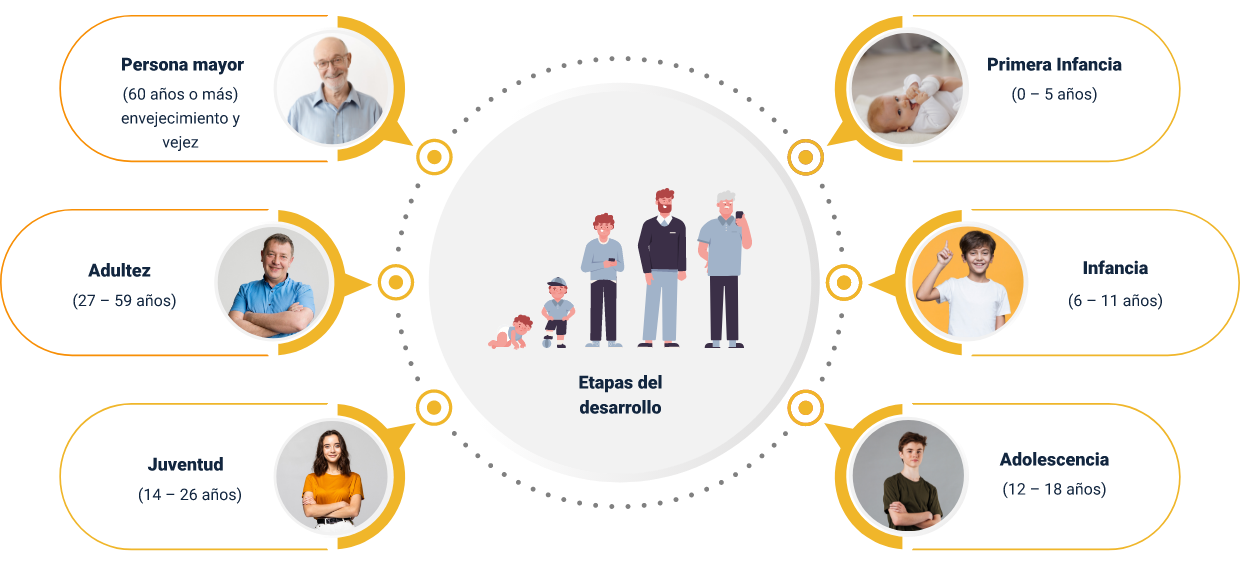 Persona mayor
(60 años o más)
envejecimiento y
vejez
Primera Infancia
(0 – 5 años)
Adultez
(27 – 59 años)
Infancia
(6 – 11 años)
Etapas del
desarrollo
Juventud
(14 – 26 años)
Adolescencia
(12 – 18 años)